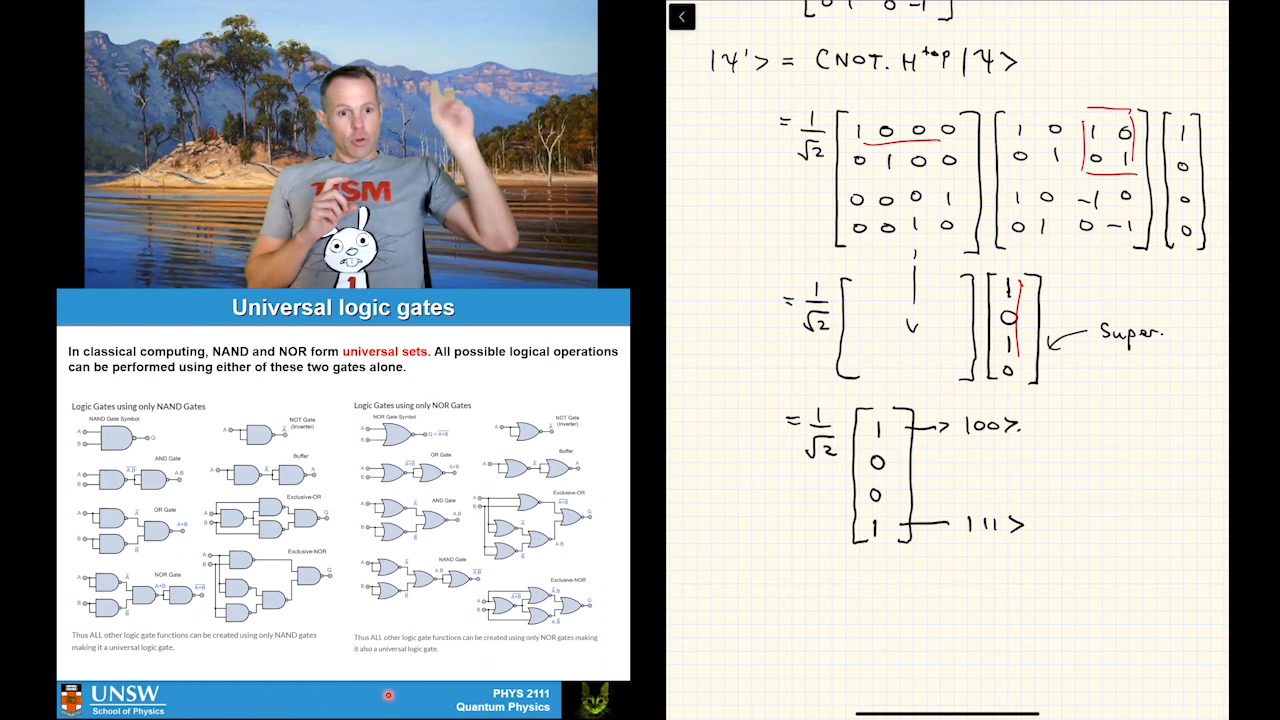 USM
1
Universal logic gates
In classical computing, NAND and NOR form universal sets. All possible logical operations
can be performed using either of these two gates alone.
Logic Gates using only NAND Gates
NAND Gate Symbol
A
B
Q
NOT Gate
(Inverter)
A
A̅
AND Gate
A
B
A̅.̅B̅
A.B
Buffer
A
A̅
A
OR Gate
A
B
A̅
B̅
A+B
Exclusive-OR
A
B
Q
NOR Gate
A
B
A̅
B̅
A+B
A̅+̅B̅
Exclusive-NOR
A
B
Q
Thus ALL other logic gate functions can be created using only NAND gates
making it a universal logic gate.
Logic Gates using only NOR Gates
NOR Gate Symbol
A
B
Q = A̅+̅B̅
NOT Gate
(Inverter)
A
A̅
OR Gate
A
B
A̅+̅B̅
A+B
Buffer
A
A̅
A
AND Gate
A
B
A̅
B̅
A.B
Exclusive-OR
A
B
A̅+̅B̅
A̅
B̅
A.B
Q
NAND Gate
A
B
A̅
B̅
A.B
A̅.̅B̅
Exclusive-NOR
A
B
A̅+̅B̅
Q
Thus ALL other logic gate functions can be created using only NOR gates making
it also a universal logic gate.
UNSW
School of Physics
PHYS 2111
Quantum Physics
|ψ'> = CNOT. H^top |ψ>
= 1/√2 [1 0 0 0] [1 0 1 0] [1]
[0 1 0 0] [0 1 0 1] [0]
[0 0 0 1] [1 0 -1 0] [0]
[0 0 1 0] [0 1 0 -1] [0]
= 1/√2 [ ] [1 0 1 0] ← Super.
= 1/√2 [1 → |00>.
0
0
1] — |11>